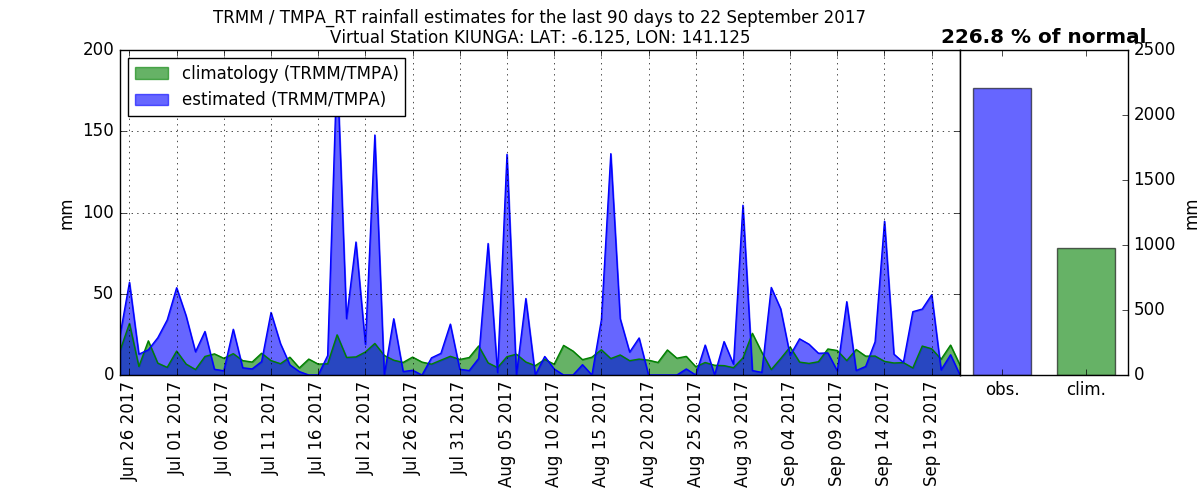 TRMM / TMPA_RT rainfall estimates for the last 90 days to 22 September 2017
Virtual Station KIUNGA: LAT: -6.125, LON: 141.125
226.8 % of normal
climatology (TRMM/TMPA)
estimated (TRMM/TMPA)
200
150
100
50
0
mm
2500
2000
1500
1000
500
0
mm
obs.
clim.
Jun 26 2017
Jul 01 2017
Jul 06 2017
Jul 11 2017
Jul 16 2017
Jul 21 2017
Jul 26 2017
Jul 31 2017
Aug 05 2017
Aug 10 2017
Aug 15 2017
Aug 20 2017
Aug 25 2017
Aug 30 2017
Sep 04 2017
Sep 09 2017
Sep 14 2017
Sep 19 2017